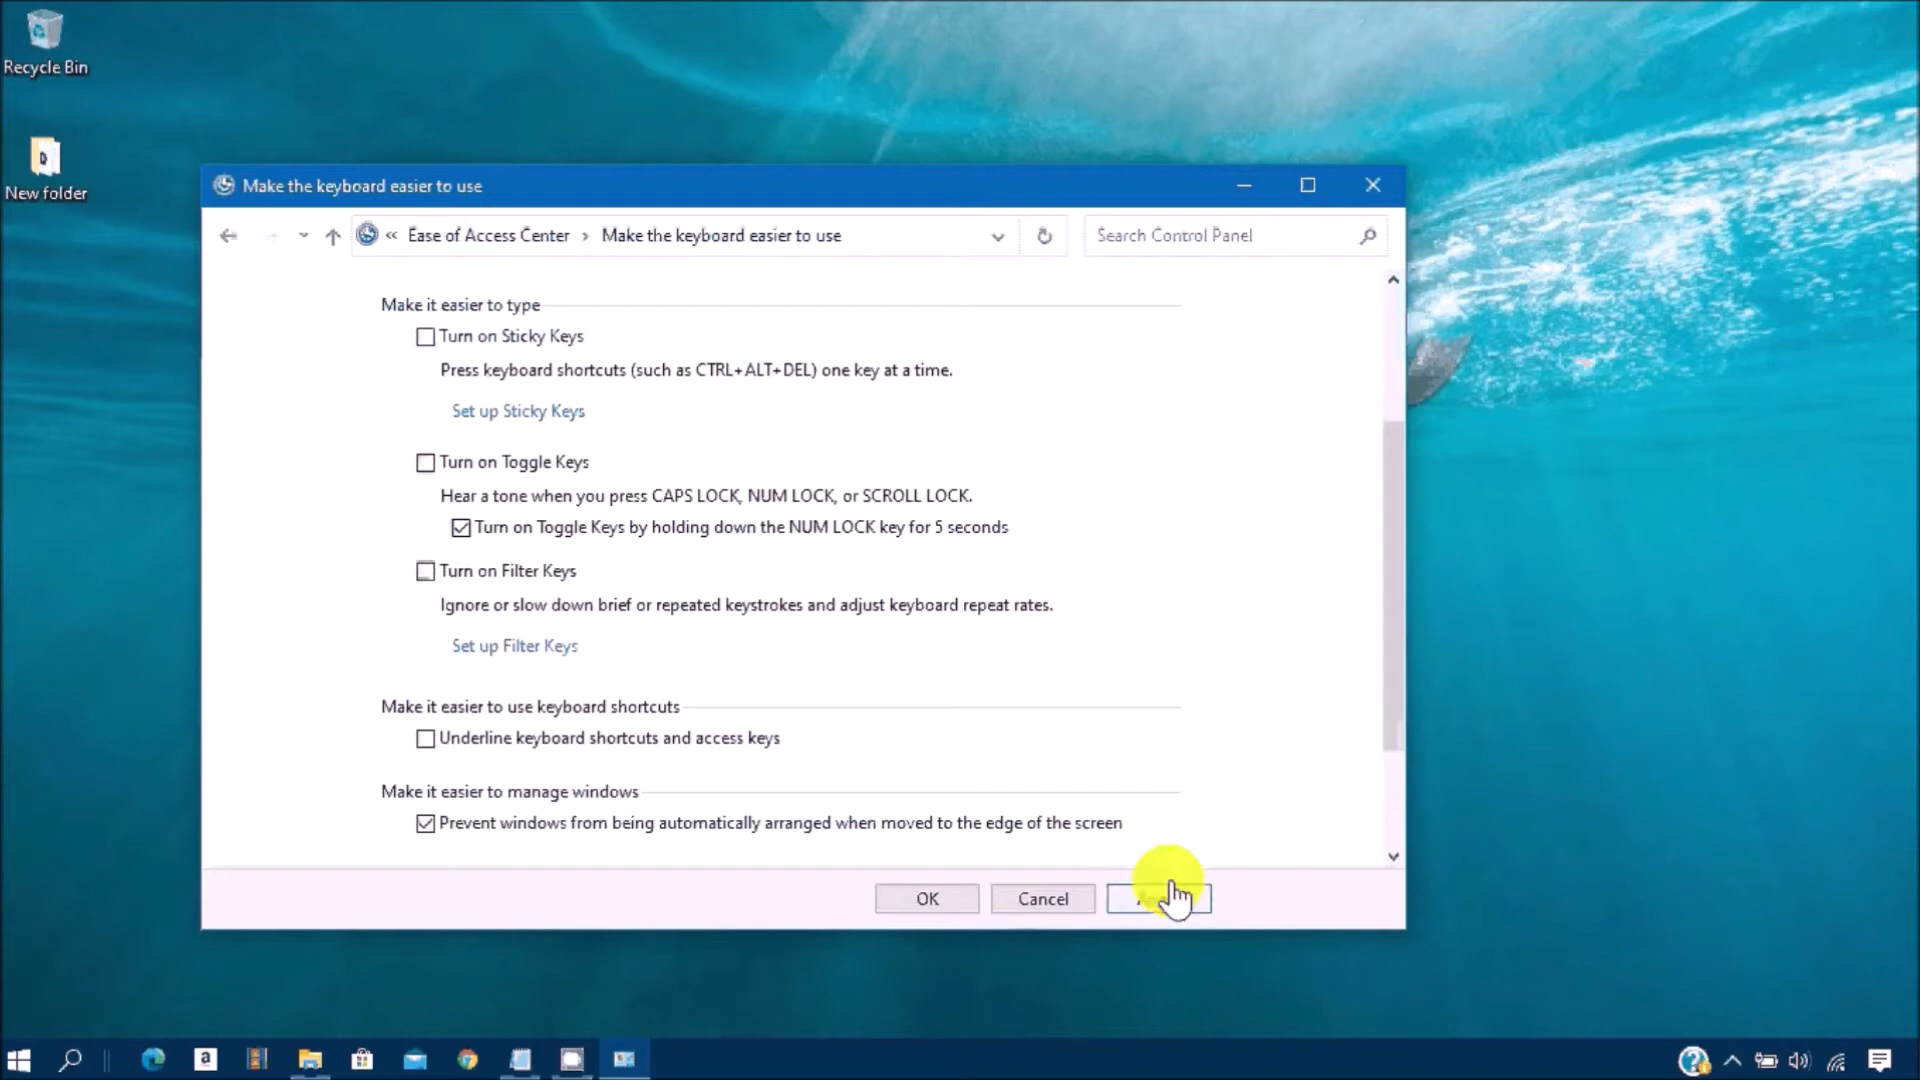 Recycle Bin
New folder
Make the keyboard easier to use
« Ease of Access Center > Make the keyboard easier to use
Search Control Panel
Make it easier to type
Turn on Sticky Keys
Press keyboard shortcuts (such as CTRL+ALT+DEL) one key at a time.
Set up Sticky Keys
Turn on Toggle Keys
Hear a tone when you press CAPS LOCK, NUM LOCK, or SCROLL LOCK.
Turn on Toggle Keys by holding down the NUM LOCK key for 5 seconds
Turn on Filter Keys
Ignore or slow down brief or repeated keystrokes and adjust keyboard repeat rates.
Set up Filter Keys
Make it easier to use keyboard shortcuts
Underline keyboard shortcuts and access keys
Make it easier to manage windows
Prevent windows from being automatically arranged when moved to the edge of the screen
OK
Cancel